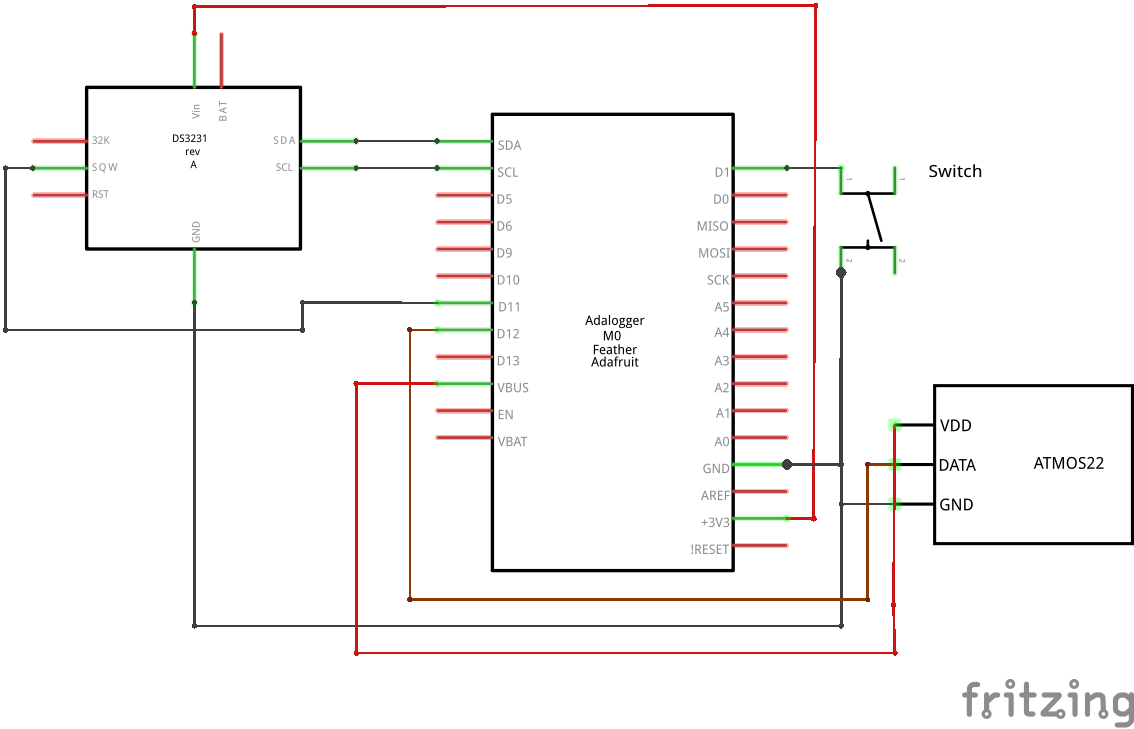 Vin
BAT
32K
SQW
RST
DS3231
rev
A
SDA
SCL
GND
SDA
SCL
D5
D6
D9
D10
D11
D12
D13
VBUS
EN
VBAT
Adalogger
M0
Feather
Adafruit
D1
D0
MISO
MOSI
SCK
A5
A4
A3
A2
A1
A0
GND
AREF
+3V3
!RESET
1
1
2
2
Switch
VDD
DATA
GND
ATMOS22
fritzing